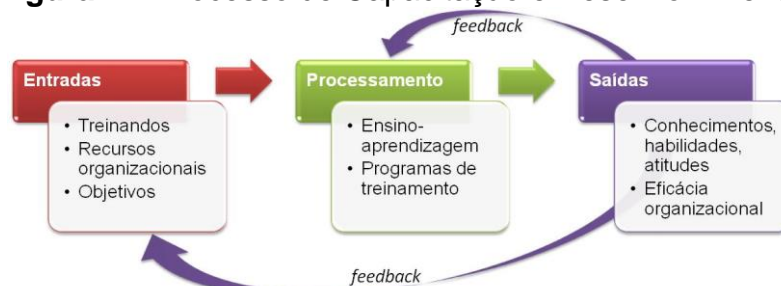 feedback
Entradas
Processamento
Saídas
• Treinandos
• Recursos
organizacionais
• Objetivos
• Ensino-
aprendizagem
• Programas de
treinamento
• Conhecimentos,
habilidades,
atitudes
• Eficácia
organizacional
feedback